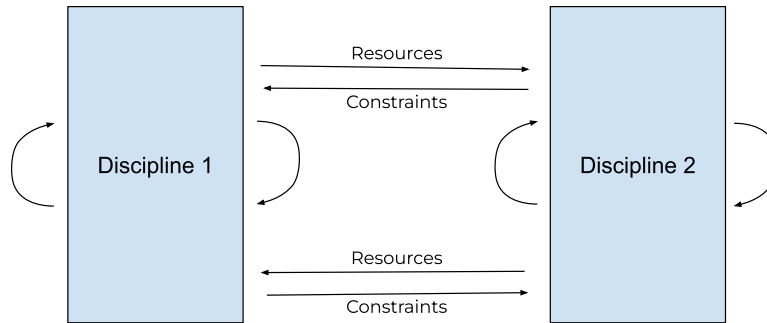 Resources
Constraints
Discipline 1
Discipline 2
Resources
Constraints